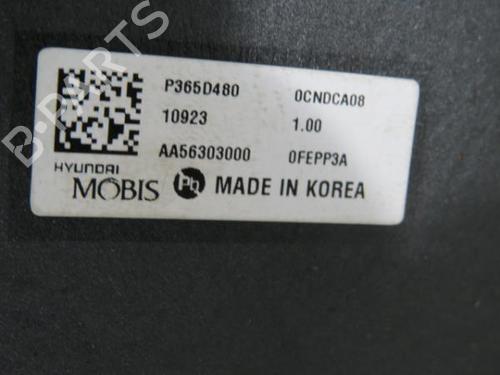 B-PARTS
P365D480 0CNDCA08
10923 1.00
AA56303000 0FEPP3A
HYUNDAI
MOBIS Pb MADE IN KOREA